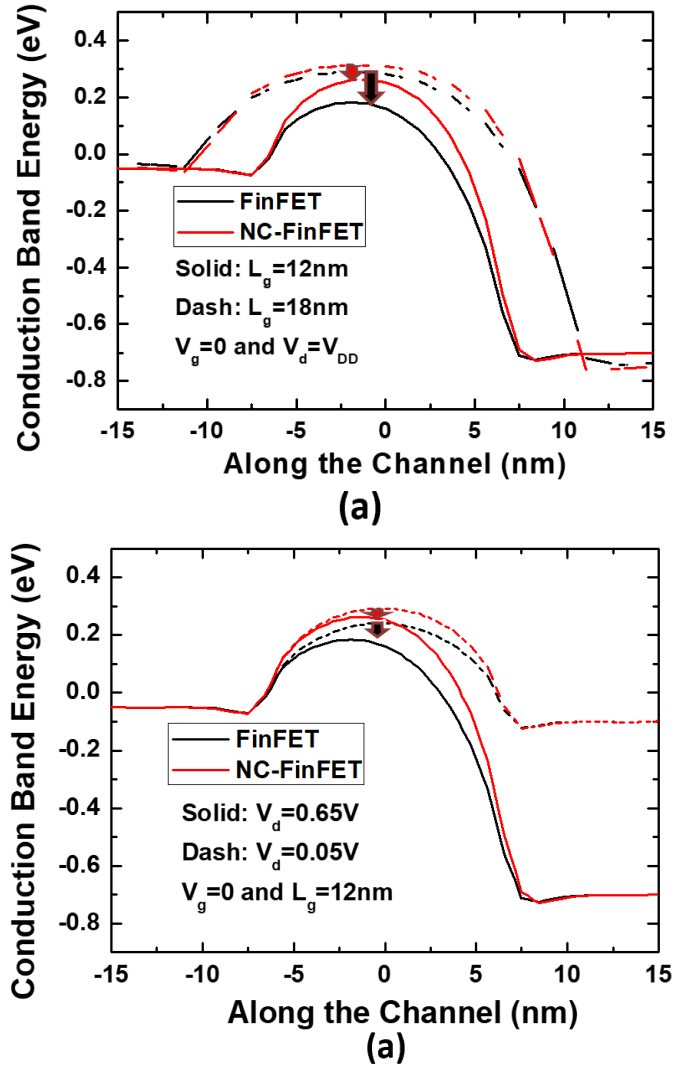 Conduction Band Energy (eV)
0.4
0.2
0.0
-0.2
-0.4
-0.6
-0.8
FinFET
NC-FinFET
Solid: Lg=12nm
Dash: Lg=18nm
Vg=0 and Vd=VDD
-15 -10 -5 0 5 10 15
Along the Channel (nm)
(a)
Conduction Band Energy (eV)
0.4
0.2
0.0
-0.2
-0.4
-0.6
-0.8
FinFET
NC-FinFET
Solid: Vd=0.65V
Dash: Vd=0.05V
Vg=0 and Lg=12nm
-15 -10 -5 0 5 10 15
Along the Channel (nm)
(a)